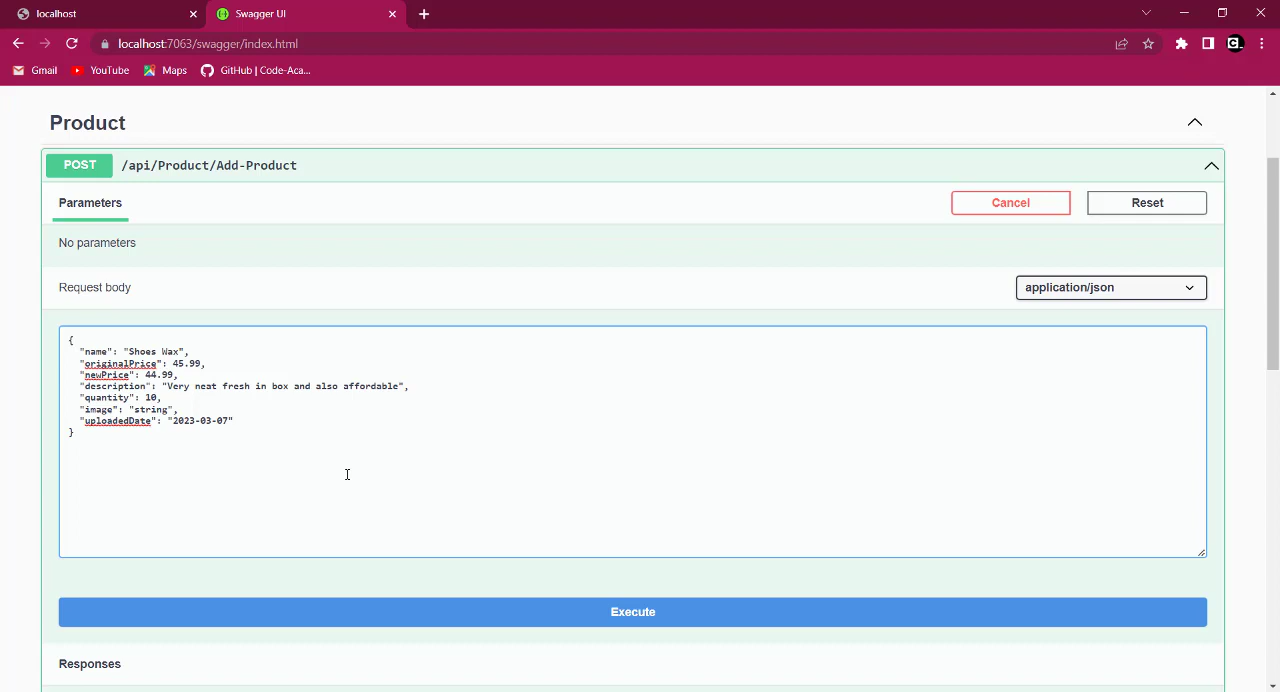 localhost
Swagger UI
localhost:7063/swagger/index.html
Gmail
YouTube
Maps
GitHub | Code-Aca...
Product
POST /api/Product/Add-Product
Parameters
Cancel
Reset
No parameters
Request body
application/json
{
"name": "Shoes Wax",
"originalPrice": 45.99,
"newPrice": 44.99,
"description": "Very neat fresh in box and also affordable",
"quantity": 10,
"image": "string",
"uploadedDate": "2023-03-07"
}
Execute
Responses